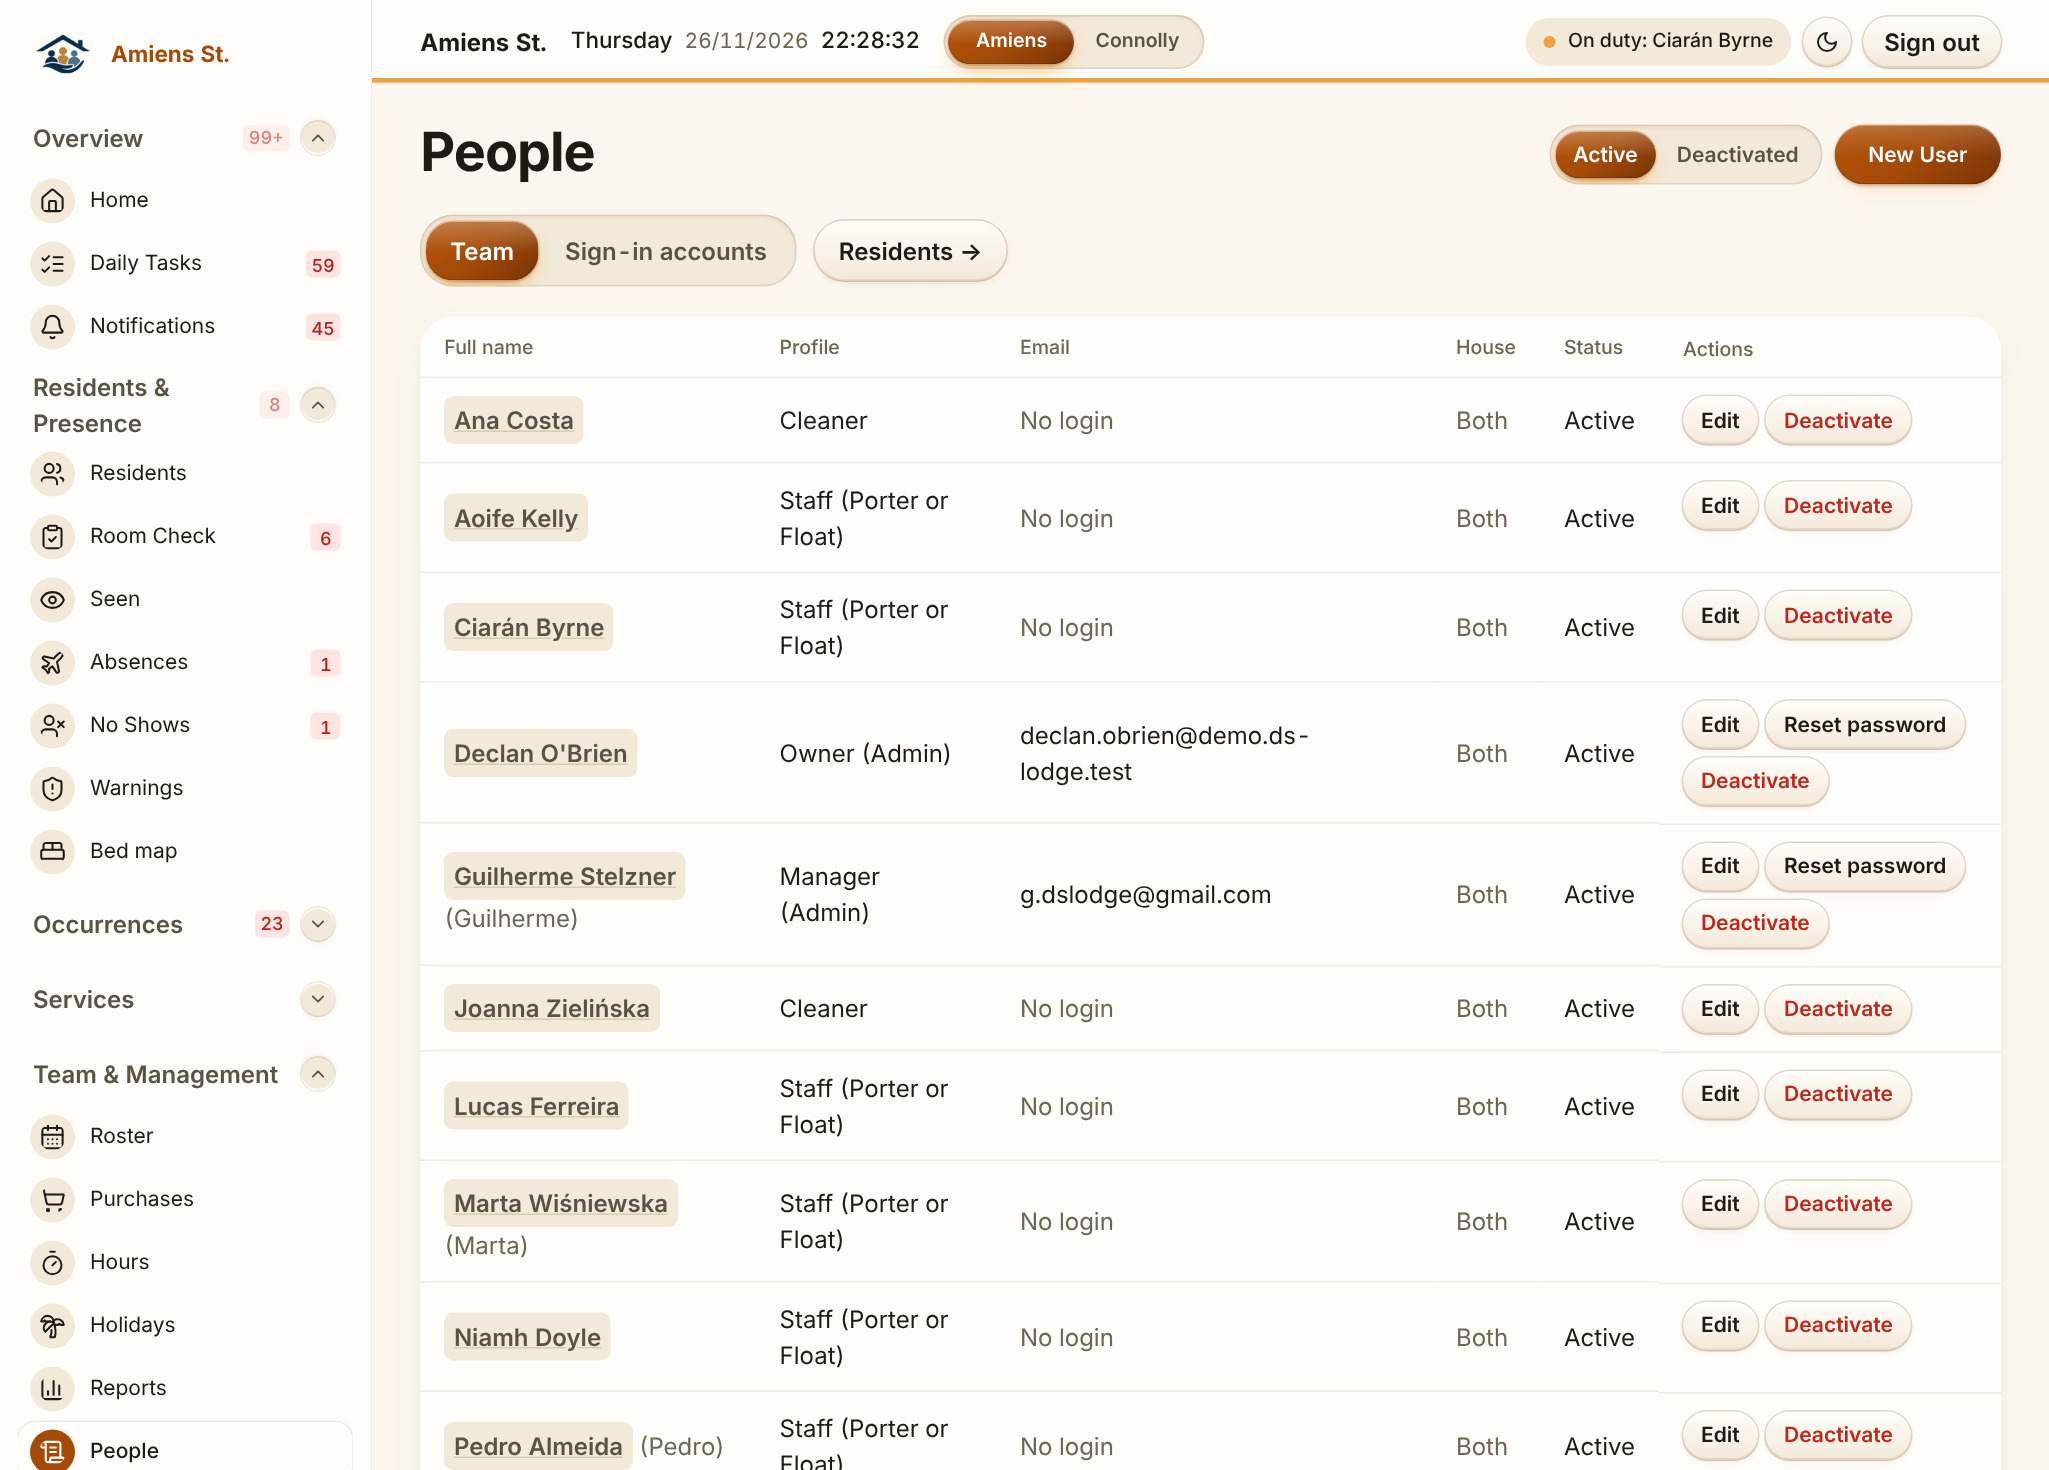 Amiens St.
Amiens St. Thursday 26/11/2026 22:28:32 Amiens Connolly On duty: Ciarán Byrne Sign out
Overview 99+
Home
Daily Tasks 59
Notifications 45
Residents &
Presence 8
Residents
Room Check 6
Seen
Absences 1
No Shows 1
Warnings
Bed map
Occurrences 23
Services
Team & Management
Roster
Purchases
Hours
Holidays
Reports
People
People Active Deactivated New User
Team Sign-in accounts Residents →
Full name Profile Email House Status Actions
Ana Costa Cleaner No login Both Active Edit Deactivate
Aoife Kelly Staff (Porter or
Float) No login Both Active Edit Deactivate
Ciarán Byrne Staff (Porter or
Float) No login Both Active Edit Deactivate
Declan O'Brien Owner (Admin) declan.obrien@demo.ds-
lodge.test Both Active Edit Reset password
Deactivate
Guilherme Stelzner
(Guilherme) Manager
(Admin) g.dslodge@gmail.com Both Active Edit Reset password
Deactivate
Joanna Zielińska Cleaner No login Both Active Edit Deactivate
Lucas Ferreira Staff (Porter or
Float) No login Both Active Edit Deactivate
Marta Wiśniewska
(Marta) Staff (Porter or
Float) No login Both Active Edit Deactivate
Niamh Doyle Staff (Porter or
Float) No login Both Active Edit Deactivate
Pedro Almeida (Pedro) Staff (Porter or
Float) No login Both Active Edit Deactivate